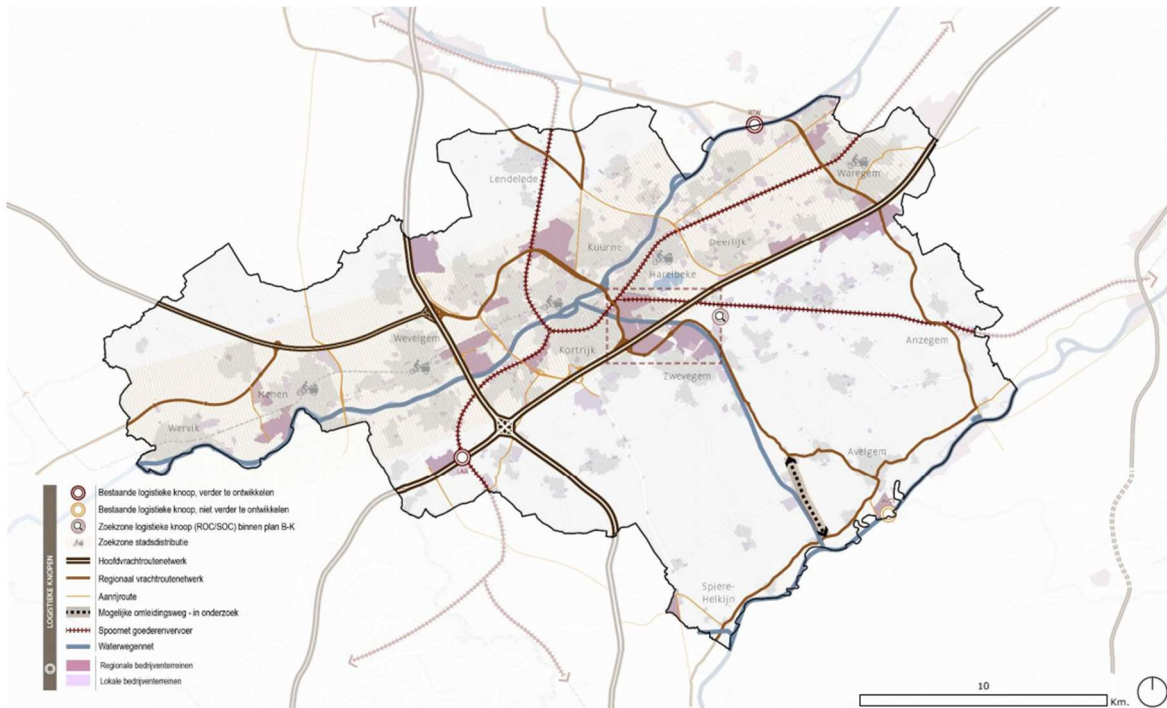 RTW
Waregem
Lendelede
Kuurne
Deerlijk
Harelbeke
Wevelgem
Kortrijk
Anzegem
Zwevegem
Menen
Wervik
LAR
Avelgem
Spiere-
Helkijn
LOGISTIEKE KNOPEN
Bestaande logistieke knoop, verder te ontwikkelen
Bestaande logistieke knoop, niet verder te ontwikkelen
Zoekzone logistieke knoop (ROC/SOC) binnen plan B-K
Zoekzone stadsdistributie
Hoofdvrachtroutenetwerk
Regionaal vrachtroutenetwerk
Aanrijroute
Mogelijke omleidingsweg - in onderzoek
Spoornet goederenvervoer
Waterwegennet
Regionale bedrijventerreinen
Lokale bedrijventerreinen
10
Km.